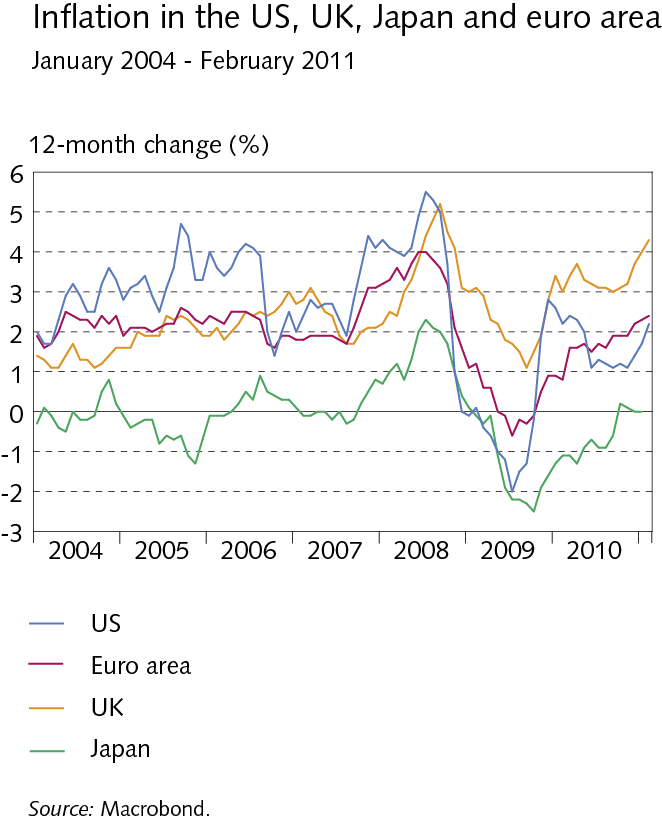 Inflation in the US, UK, Japan and euro area
January 2004 - February 2011
12-month change (%)
6
5
4
3
2
1
0
-1
-2
-3
2004 2005 2006 2007 2008 2009 2010
US
Euro area
UK
Japan
Source: Macrobond.